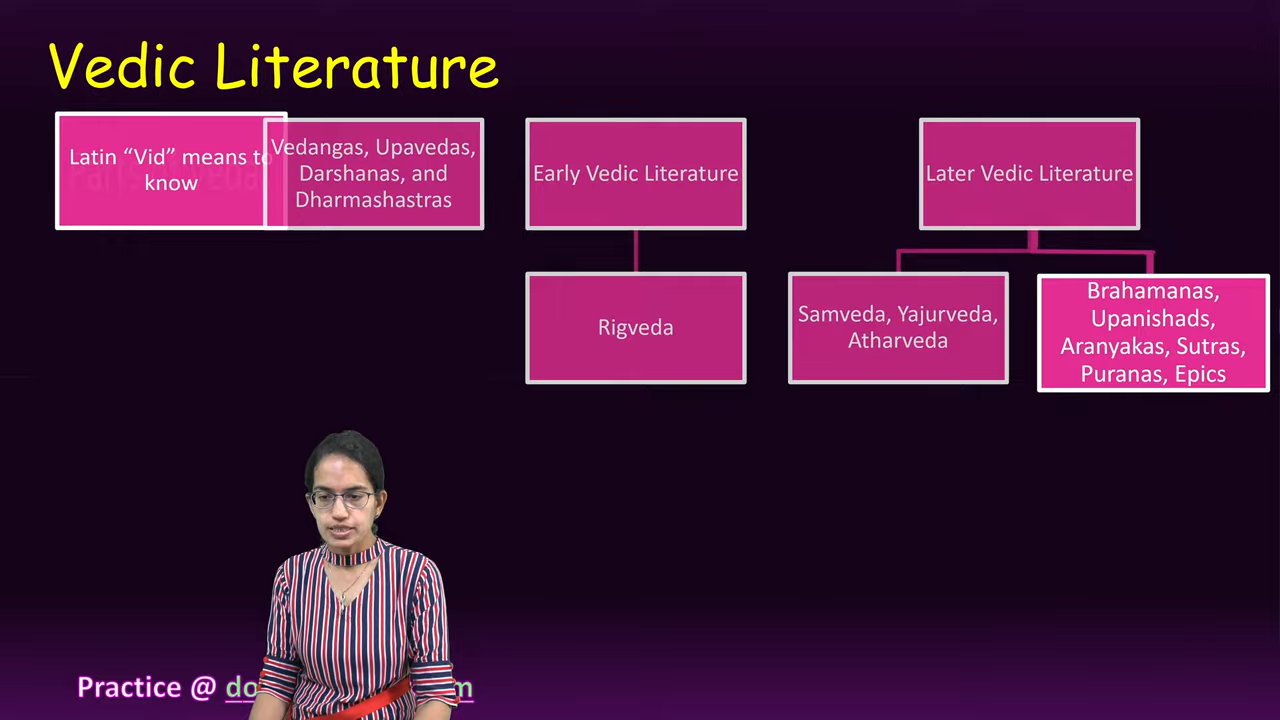 Vedic Literature
Latin “Vid” means to
know
Vedangas, Upavedas,
Darshanas, and
Dharmashastras
Early Vedic Literature
Later Vedic Literature
Rigveda
Samveda, Yajurveda,
Atharveda
Brahamanas,
Upanishads,
Aranyakas, Sutras,
Puranas, Epics
Practice @